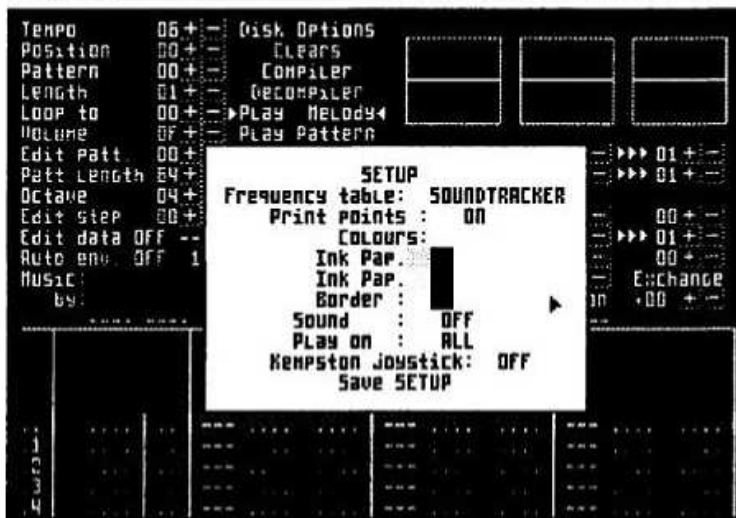 Tempo 06 + - Disk Options
Position 00 + - Clears
Pattern 00 + - Compiler
Length 01 + - Decompiler
Loop to 00 + - ▸Play Melody◂
Volume 0F + - Play Pattern
Edit patt. 00 + -
Patt length 64 + - - ▸▸▸ 01 + -
Octave 04 + - - ▸▸▸ 01 + -
Edit step 00 + - - 00 + -
Edit data OFF -- - ▸▸▸ 01 + -
Auto env. OFF 1 - 00 + -
Music: Exchange
by: 00 + -
SETUP
Frequency table: SOUNDTRACKER
Print points : ON
Colours:
Ink Pap.
Ink Pap.
Border :
Sound : OFF
Play on : ALL
Kempston Joystick: OFF
Save SETUP
1
2
3
4